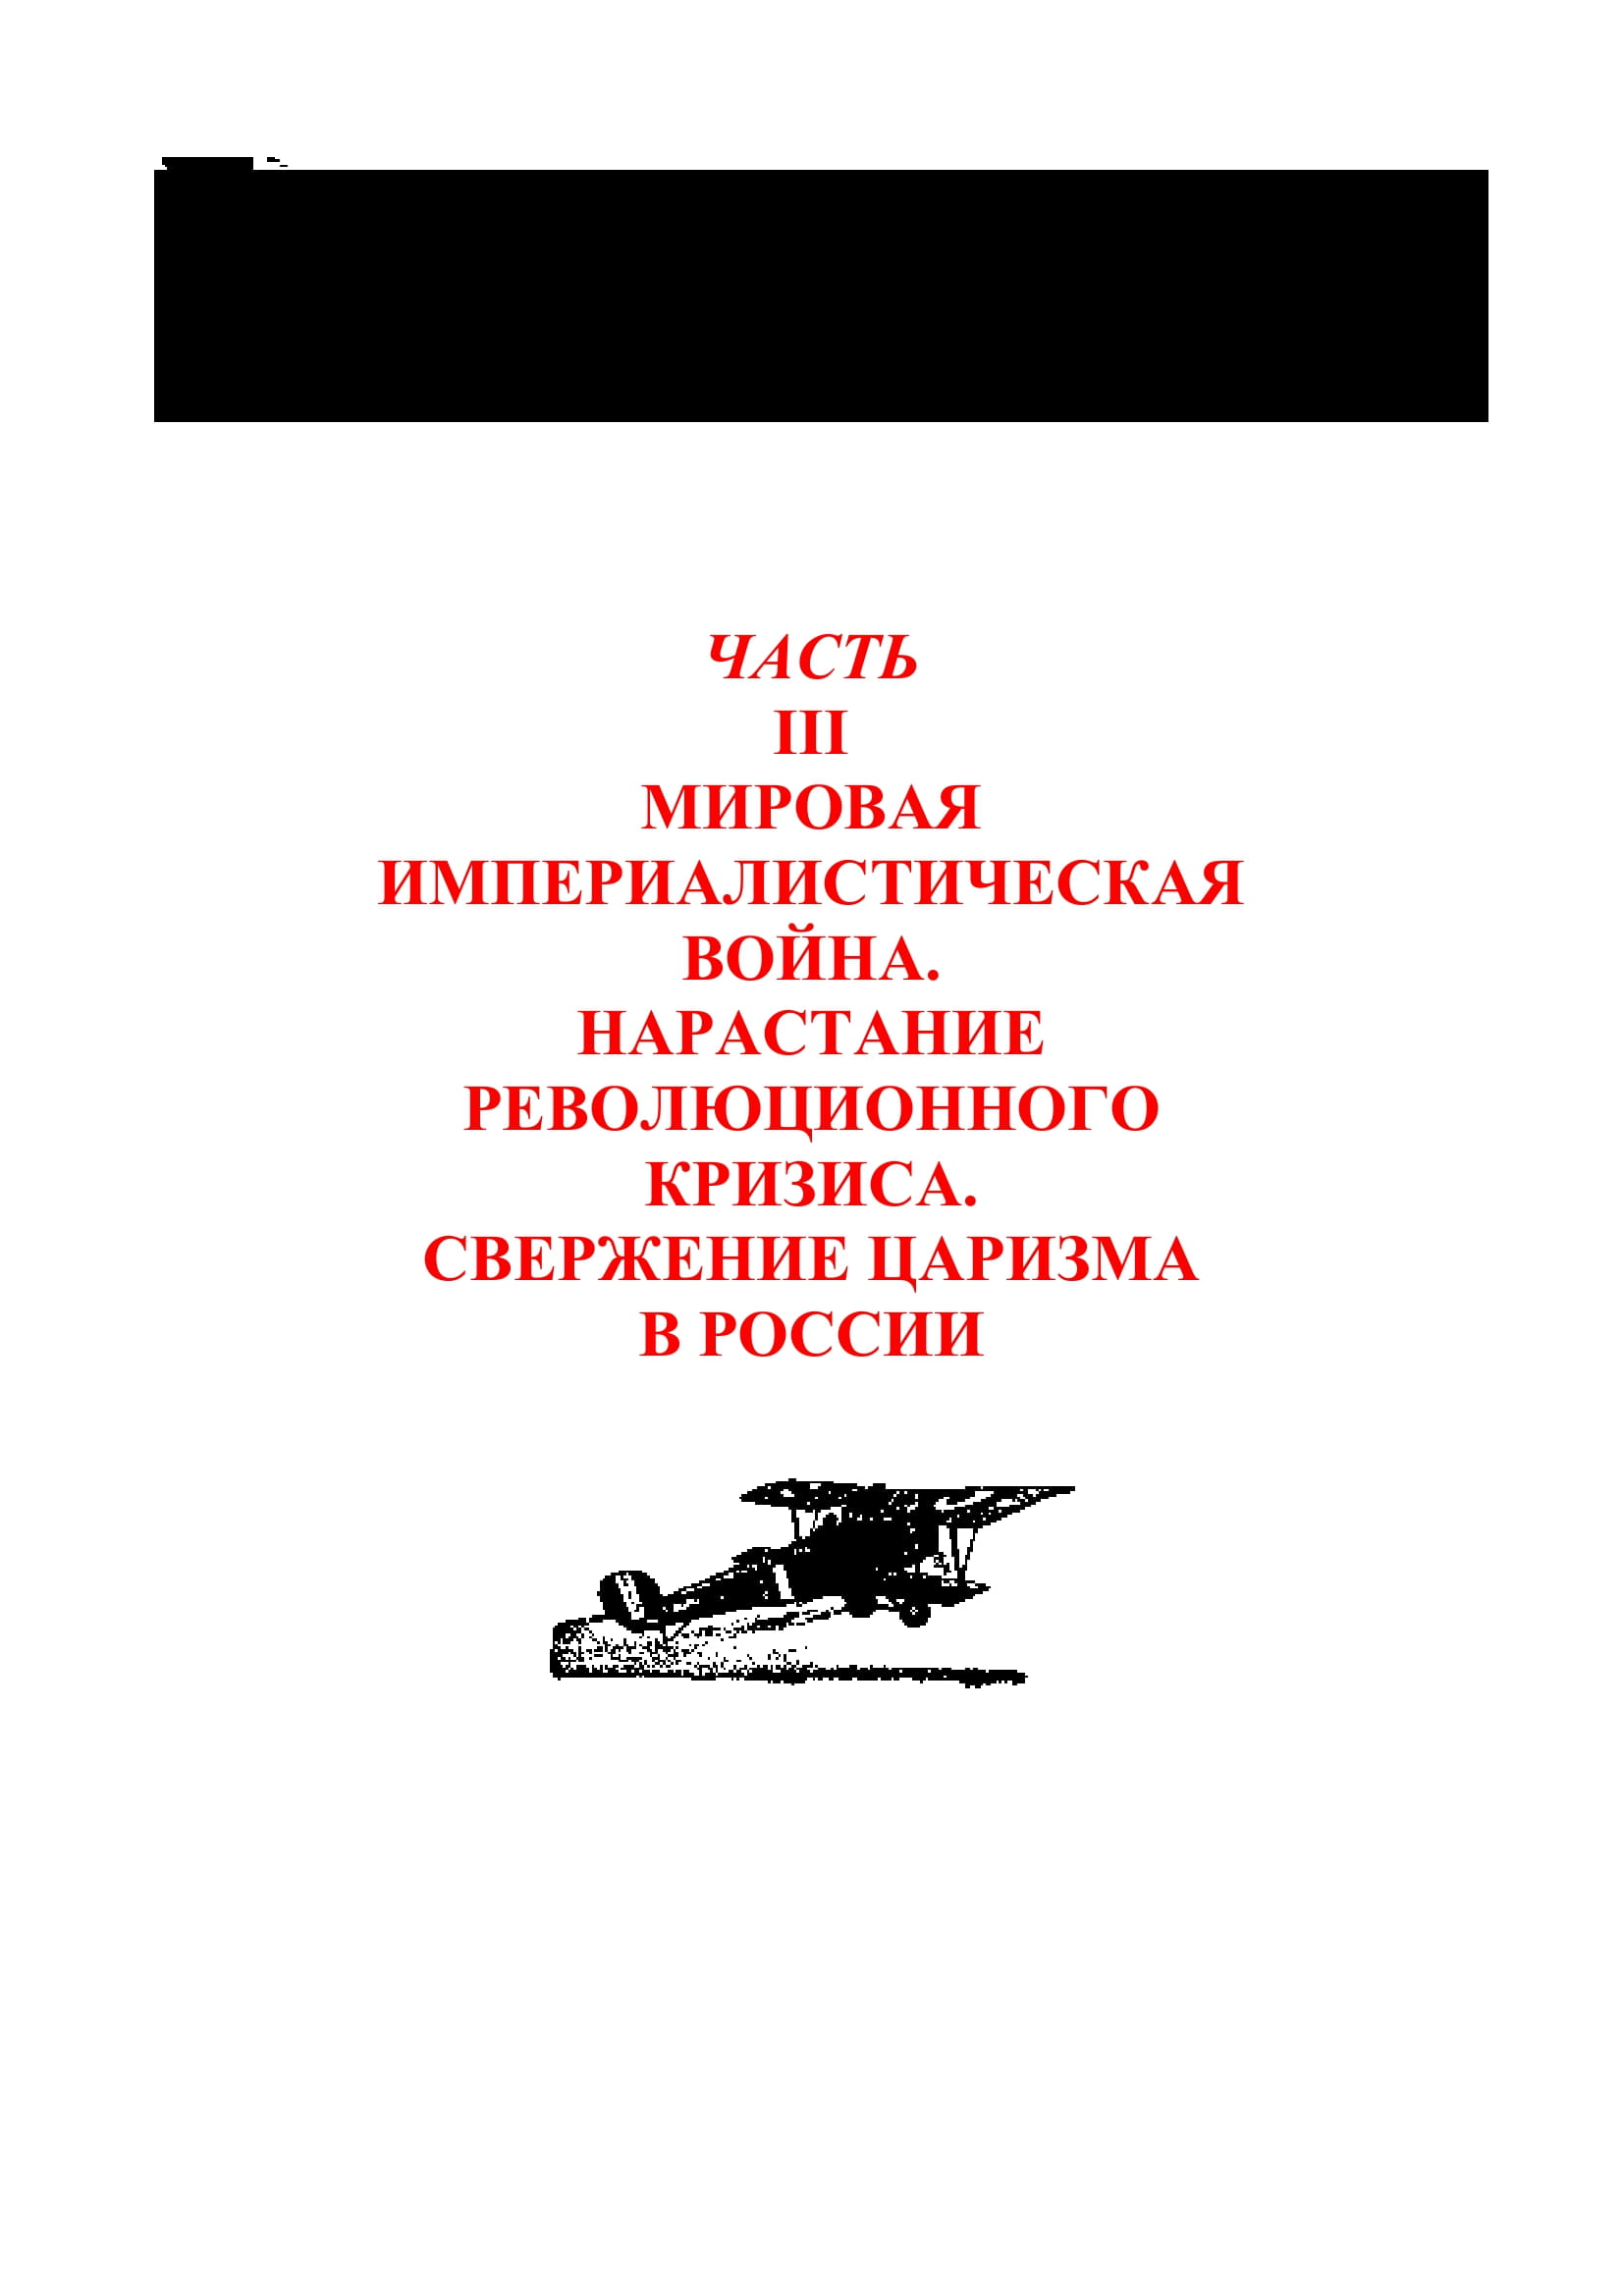 ЧАСТЬ
III
МИРОВАЯ
ИМПЕРИАЛИСТИЧЕСКАЯ
ВОЙНА.
НАРАСТАНИЕ
РЕВОЛЮЦИОННОГО
КРИЗИСА.
СВЕРЖЕНИЕ ЦАРИЗМА
В РОССИИ